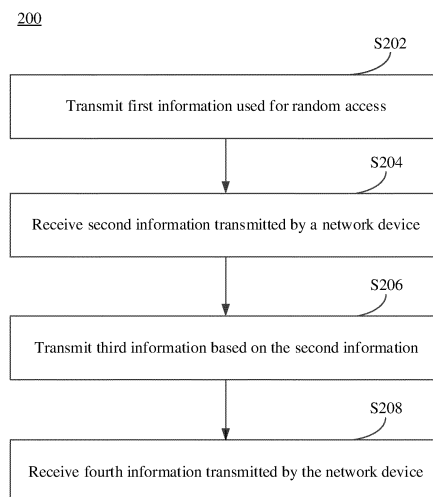 200
S202
Transmit first information used for random access
S204
Receive second information transmitted by a network device
S206
Transmit third information based on the second information
S208
Receive fourth information transmitted by the network device